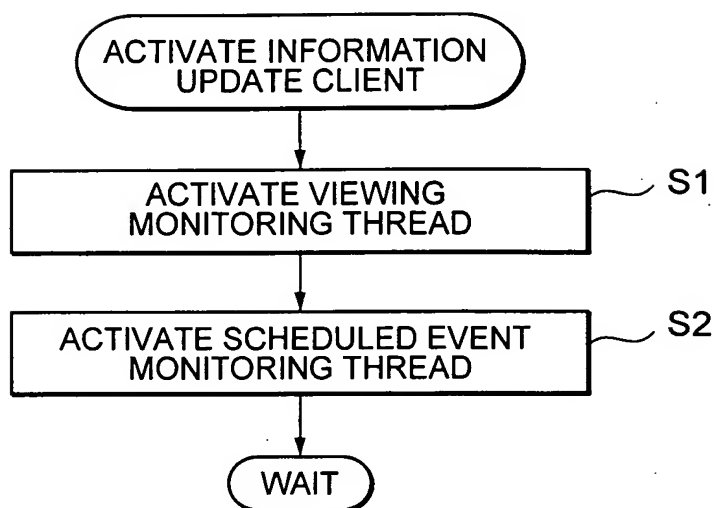 ACTIVATE INFORMATION
UPDATE CLIENT
ACTIVATE VIEWING
MONITORING THREAD
S1
ACTIVATE SCHEDULED EVENT
MONITORING THREAD
S2
WAIT